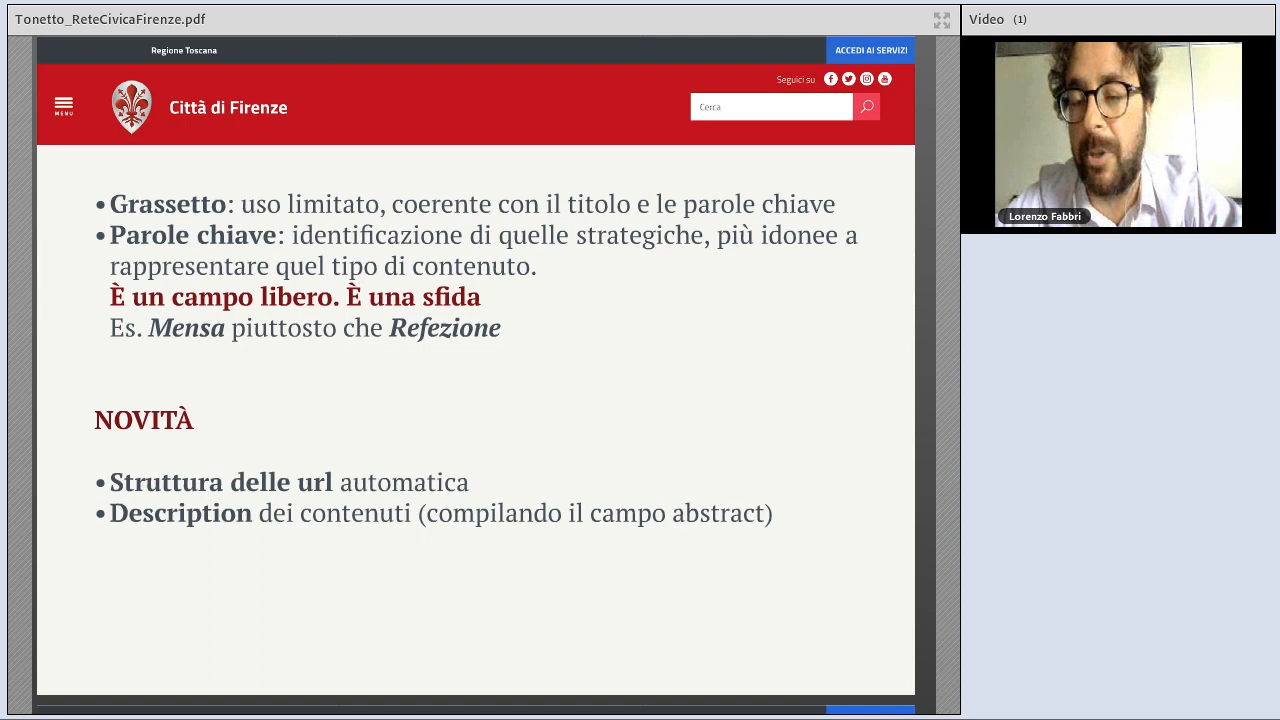 Tonetto_ReteCivicaFirenze.pdf
Video (1)
Regione Toscana
ACCEDI AI SERVIZI
Seguici su
MENU
Città di Firenze
Cerca
Lorenzo Fabbri
• Grassetto: uso limitato, coerente con il titolo e le parole chiave
• Parole chiave: identificazione di quelle strategiche, più idonee a
rappresentare quel tipo di contenuto.
È un campo libero. È una sfida
Es. Mensa piuttosto che Refezione
NOVITÀ
• Struttura delle url automatica
• Description dei contenuti (compilando il campo abstract)